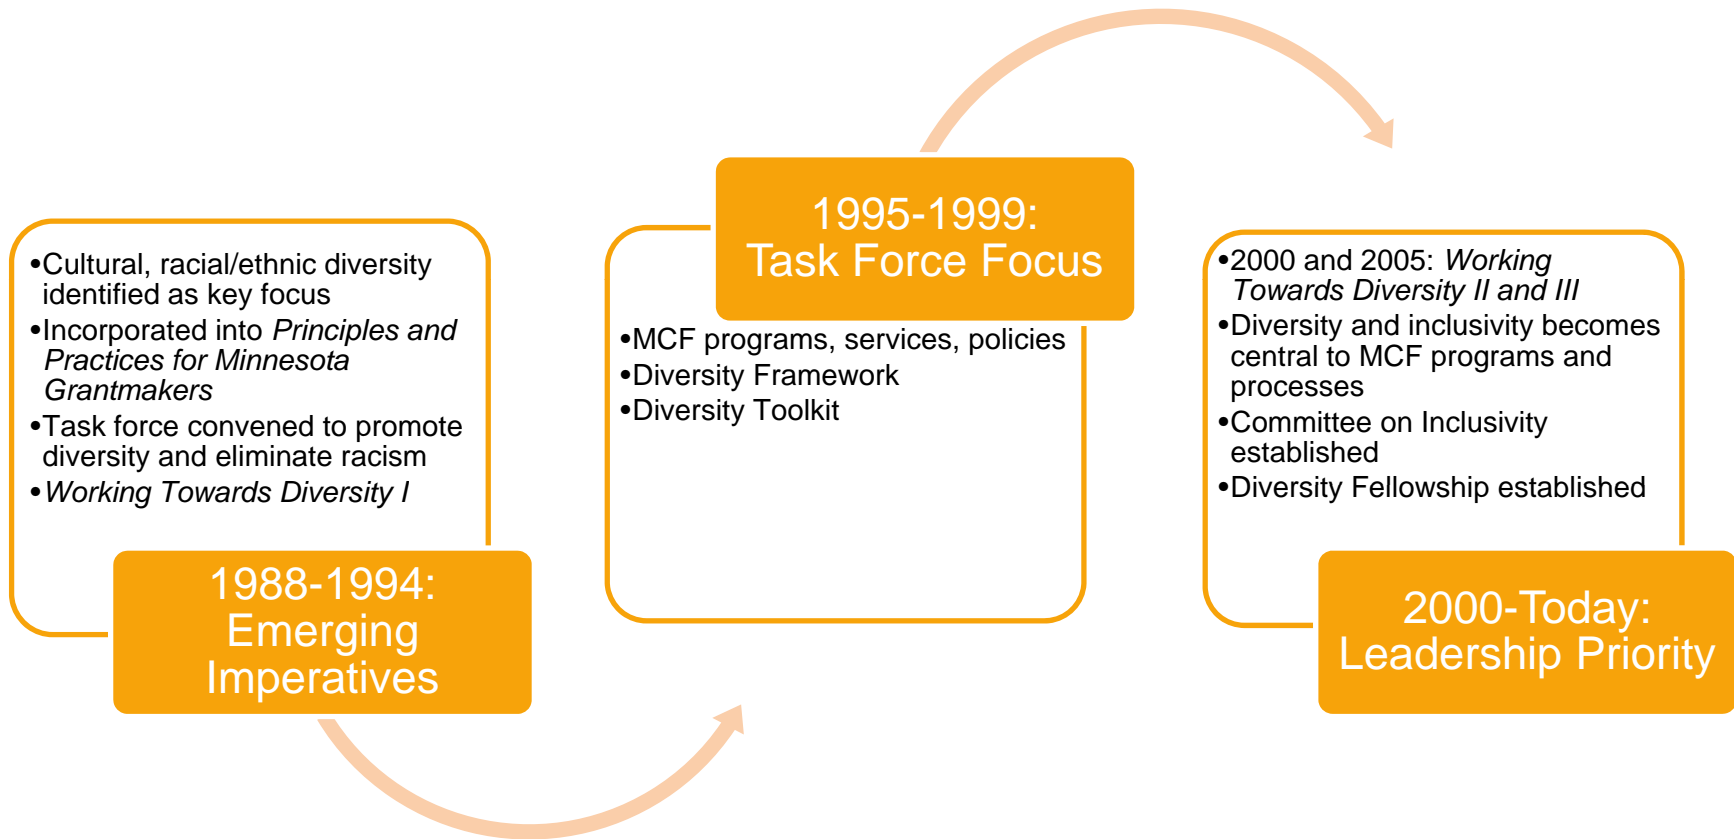 •Cultural, racial/ethnic diversity
identified as key focus
•Incorporated into Principles and
Practices for Minnesota
Grantmakers
•Task force convened to promote
diversity and eliminate racism
•Working Towards Diversity I
1988-1994:
Emerging
Imperatives
1995-1999:
Task Force Focus
•MCF programs, services, policies
•Diversity Framework
•Diversity Toolkit
•2000 and 2005: Working
Towards Diversity II and III
•Diversity and inclusivity becomes
central to MCF programs and
processes
•Committee on Inclusivity
established
•Diversity Fellowship established
2000-Today:
Leadership Priority